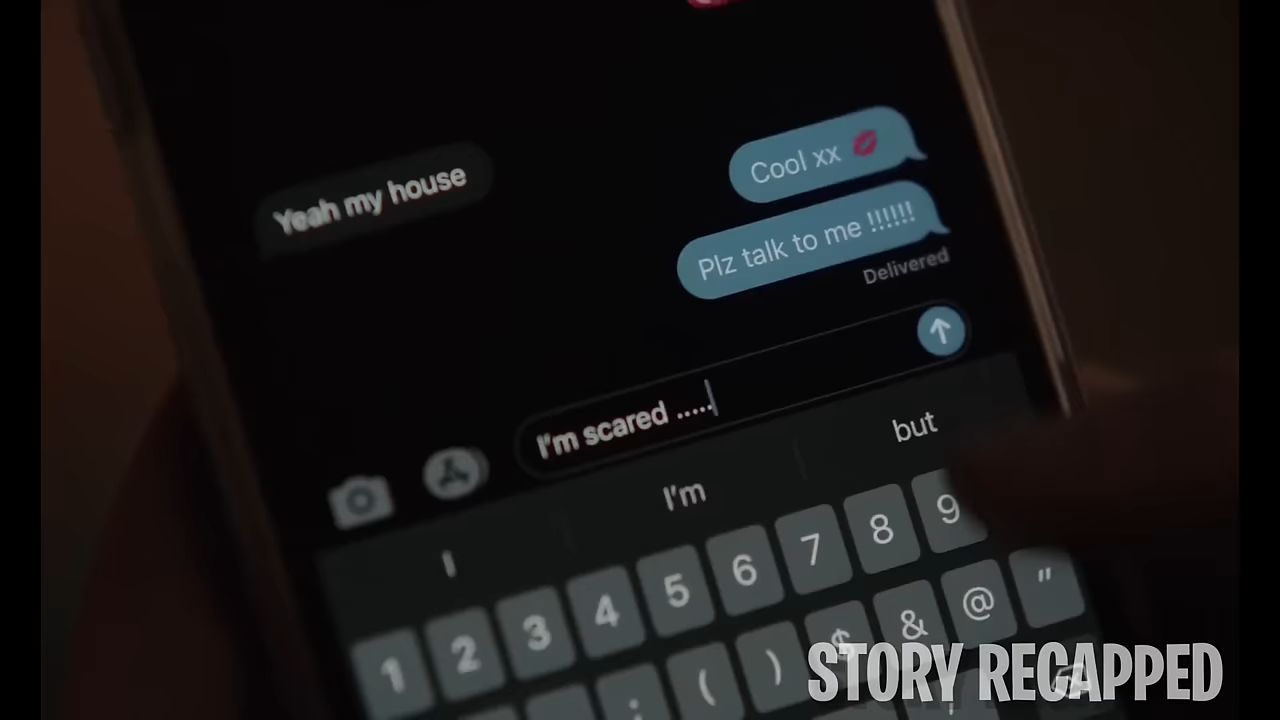 Cool xx 💋
Yeah my house
Plz talk to me !!!!!!
Delivered
I'm scared .....
I I'm but
1 2 3 4 5 6 7 8 9
; ( ) $ & @ "
STORY RECAPPED